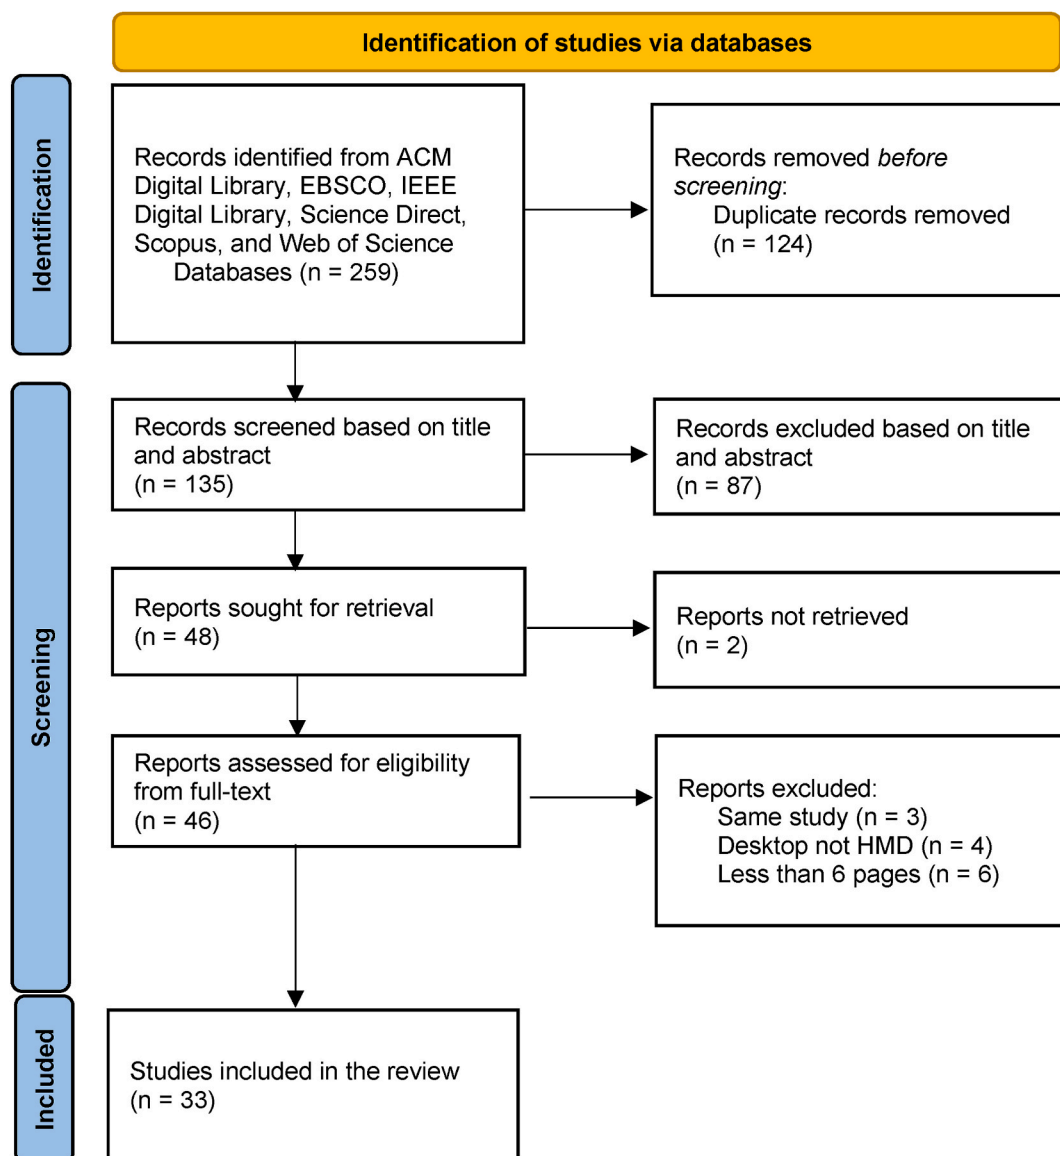 Identification of studies via databases
Identification
Records identified from ACM
Digital Library, EBSCO, IEEE
Digital Library, Science Direct,
Scopus, and Web of Science
Databases (n = 259)
Records removed before
screening:
Duplicate records removed
(n = 124)
Screening
Records screened based on title
and abstract
(n = 135)
Records excluded based on title
and abstract
(n = 87)
Reports sought for retrieval
(n = 48)
Reports not retrieved
(n = 2)
Reports assessed for eligibility
from full-text
(n = 46)
Reports excluded:
Same study (n = 3)
Desktop not HMD (n = 4)
Less than 6 pages (n = 6)
Included
Studies included in the review
(n = 33)